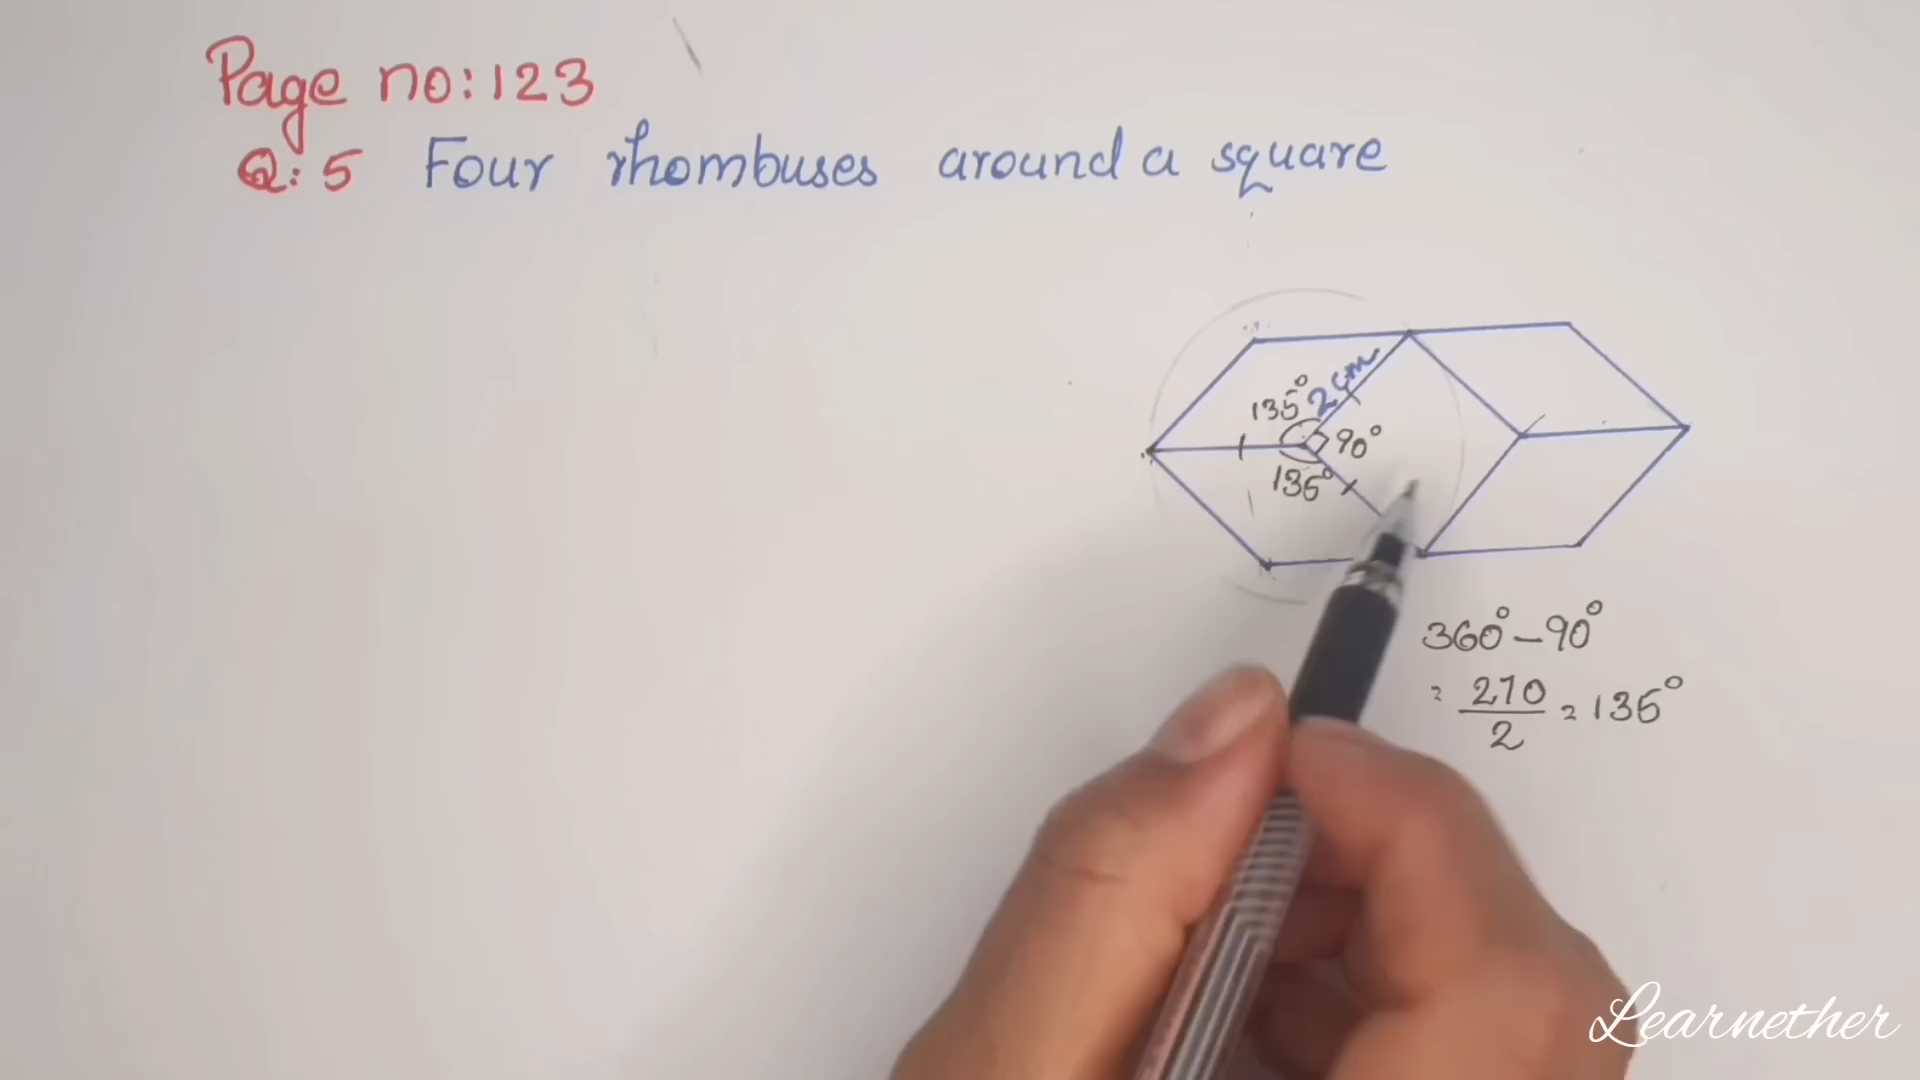 Page no: 123
Q: 5 Four rhombuses around a square
135° 2cm
90°
135°
360° - 90°
= 270/2 = 135°
Learnether